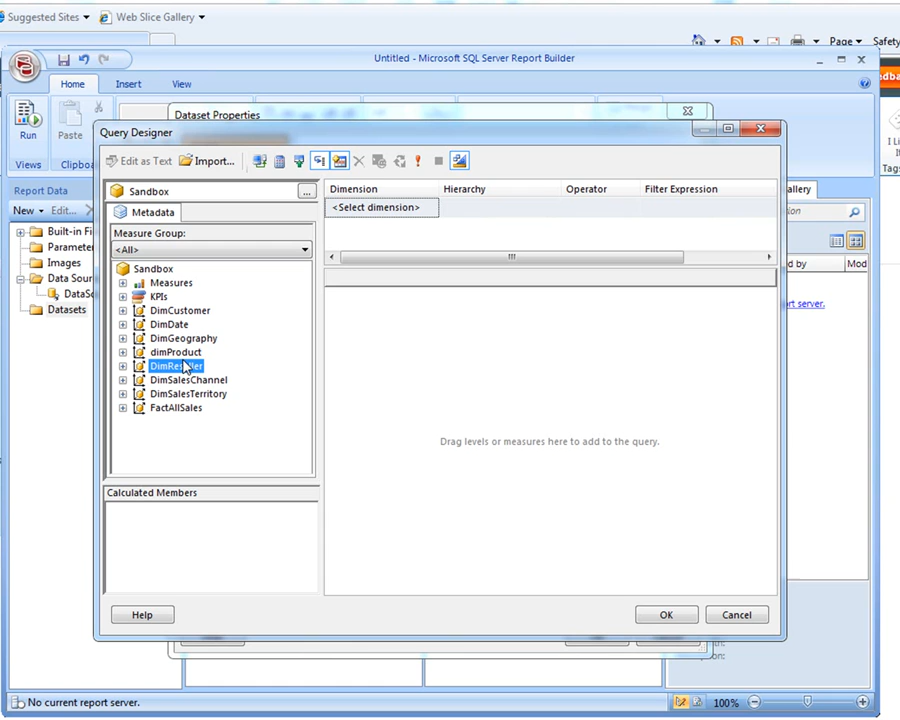 Suggested Sites
Web Slice Gallery
Page
Safety
Untitled - Microsoft SQL Server Report Builder
Home
Insert
View
Run
Paste
Views
Clipboa
Dataset Properties
Query Designer
Edit as Text
Import...
Report Data
New
Edit...
Built-in Fi
Parameter
Images
Data Sour
DataSo
Datasets
Sandbox
...
Metadata
Measure Group:
<All>
Sandbox
Measures
KPIs
DimCustomer
DimDate
DimGeography
dimProduct
DimReseller
DimSalesChannel
DimSalesTerritory
FactAllSales
Calculated Members
Dimension
Hierarchy
Operator
Filter Expression
<Select dimension>
Drag levels or measures here to add to the query.
Help
OK
Cancel
allery
d by
Mod
rt server.
No current report server.
100%